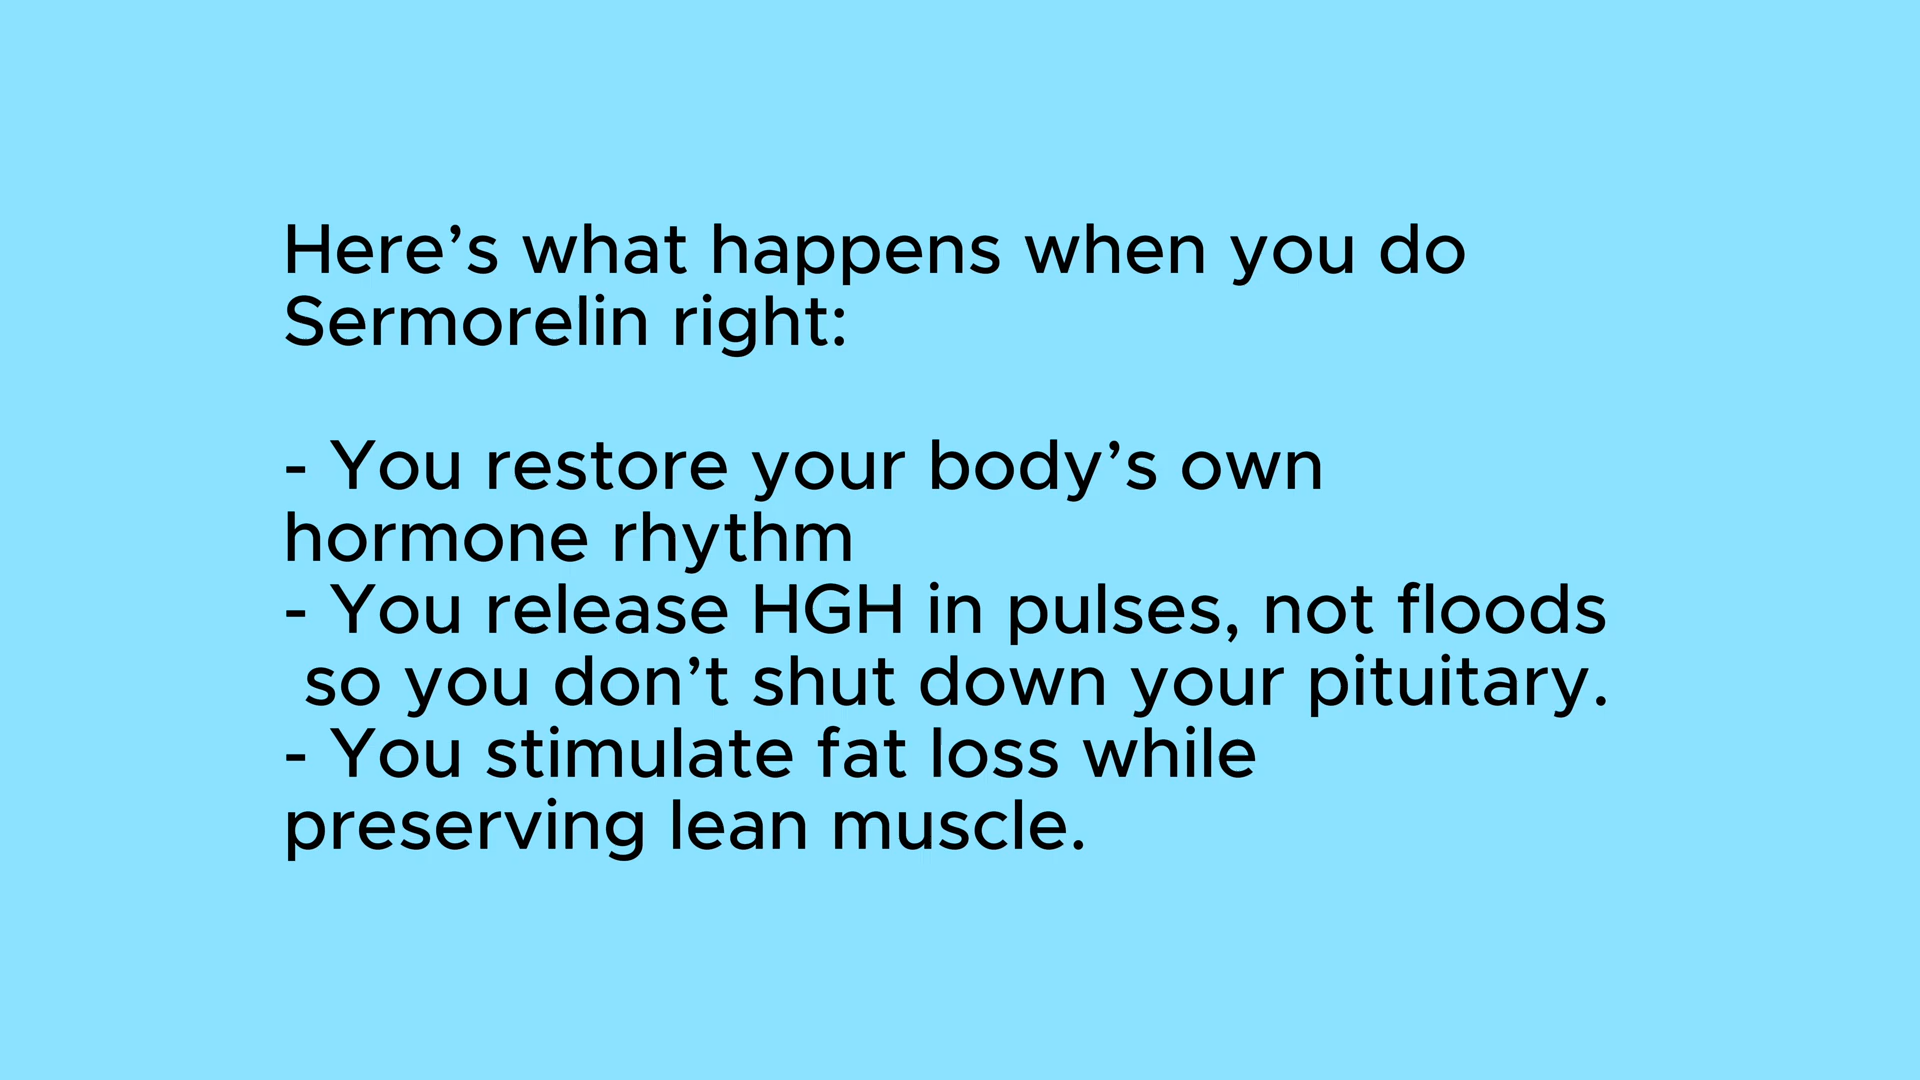 Here’s what happens when you do
Sermorelin right:
- You restore your body’s own
hormone rhythm
- You release HGH in pulses, not floods
so you don’t shut down your pituitary.
- You stimulate fat loss while
preserving lean muscle.